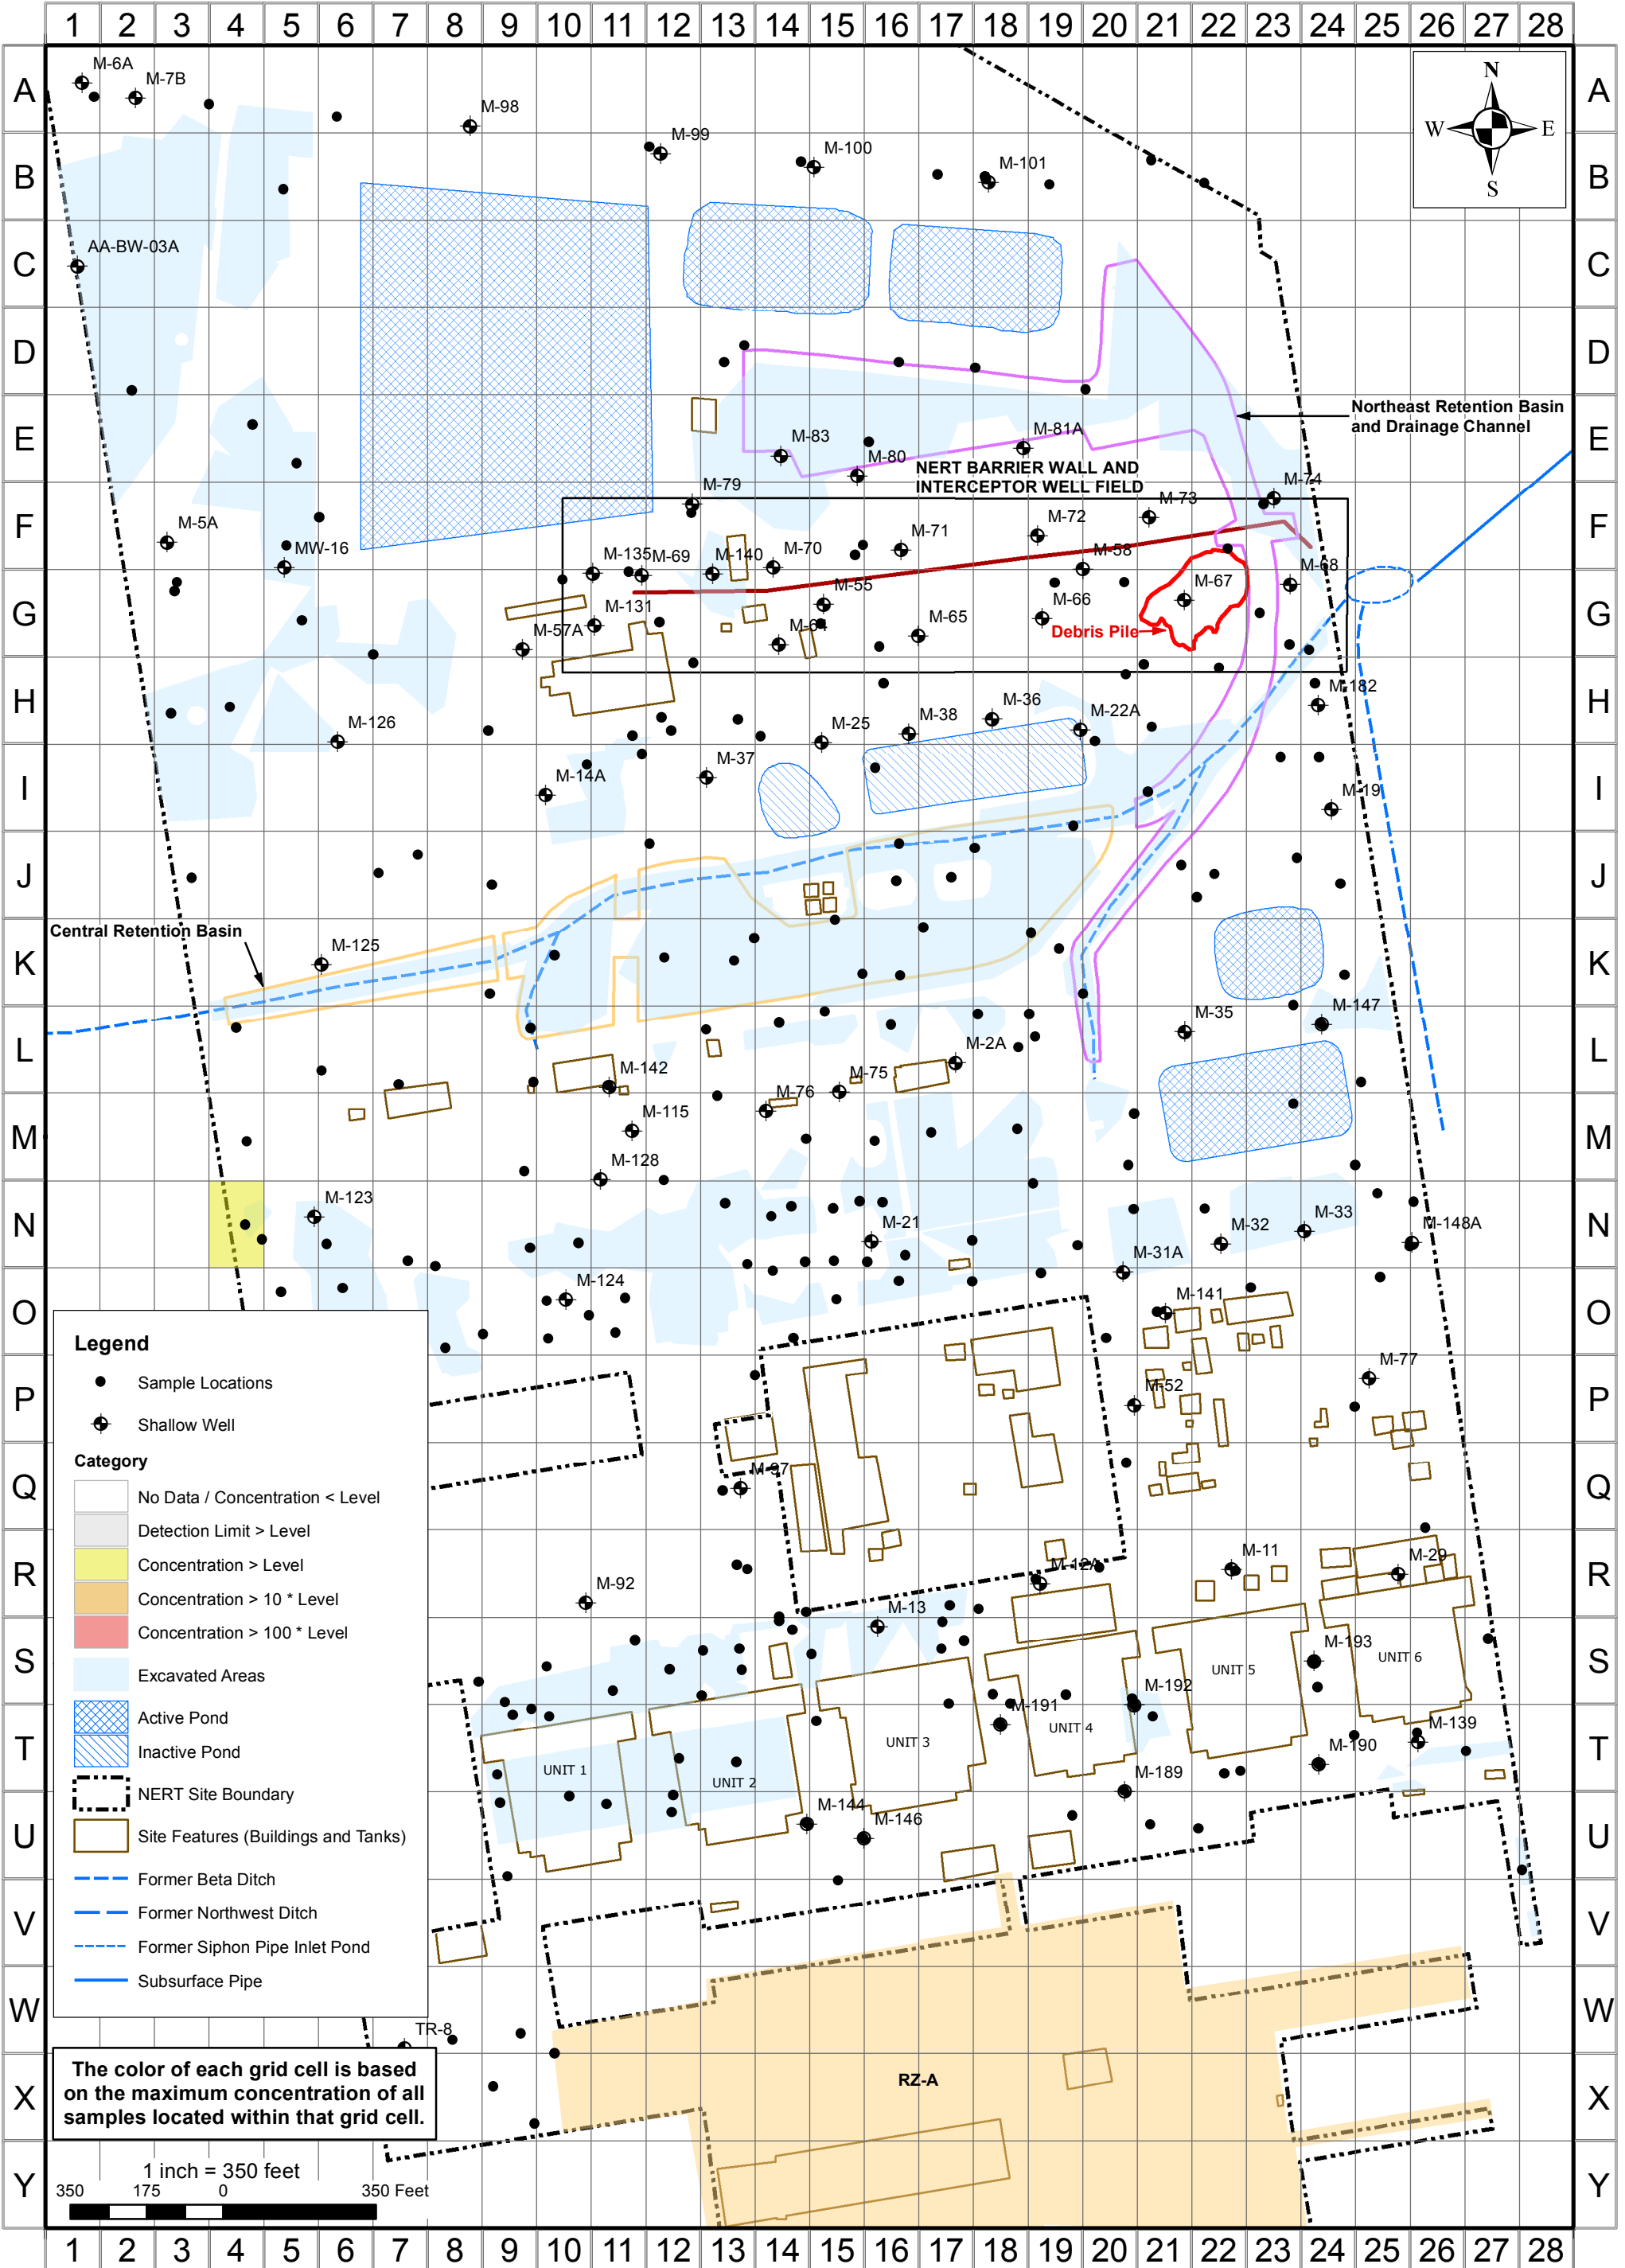 1 2 3 4 5 6 7 8 9 10 11 12 13 14 15 16 17 18 19 20 21 22 23 24 25 26 27 28
A M-6A M-7B M-98 A
N
W E
S
B M-99 M-100 M-101 B
C AA-BW-03A C
D D
Northeast Retention Basin
and Drainage Channel
E M-83 M-80 M-81A E
NERT BARRIER WALL AND
INTERCEPTOR WELL FIELD
M-79 M-74
F M-5A M-71 M-72 M-73 F
MW-16 M-135 M-69 M-140 M-70 M-58 M-68
G M-131 M-55 M-65 M-66 M-67 G
M-57A M-64 Debris Pile
H M-126 M-25 M-38 M-36 M-22A M-182 H
I M-14A M-37 M-19 I
J J
Central Retention Basin
K M-125 K
L M-142 M-75 M-2A M-35 M-147 L
M M-115 M-76 M
M-128
N M-123 M-21 M-31A M-32 M-33 M-148A N
O M-124 M-141 O
P M-52 M-77 P
Q M-97 Q
R M-92 M-12A M-11 M-29 R
S M-13 M-193 S
UNIT 5 UNIT 6
T M-191 M-192 M-190 M-139 T
UNIT 1 UNIT 2 UNIT 3 UNIT 4
U M-144 M-146 M-189 U
V V
W TR-8 W
X RZ-A X
Y Y
Legend
Sample Locations
Shallow Well
Category
No Data / Concentration < Level
Detection Limit > Level
Concentration > Level
Concentration > 10 * Level
Concentration > 100 * Level
Excavated Areas
Active Pond
Inactive Pond
NERT Site Boundary
Site Features (Buildings and Tanks)
Former Beta Ditch
Former Northwest Ditch
Former Siphon Pipe Inlet Pond
Subsurface Pipe
The color of each grid cell is based
on the maximum concentration of all
samples located within that grid cell.
1 inch = 350 feet
350 175 0 350 Feet
1 2 3 4 5 6 7 8 9 10 11 12 13 14 15 16 17 18 19 20 21 22 23 24 25 26 27 28